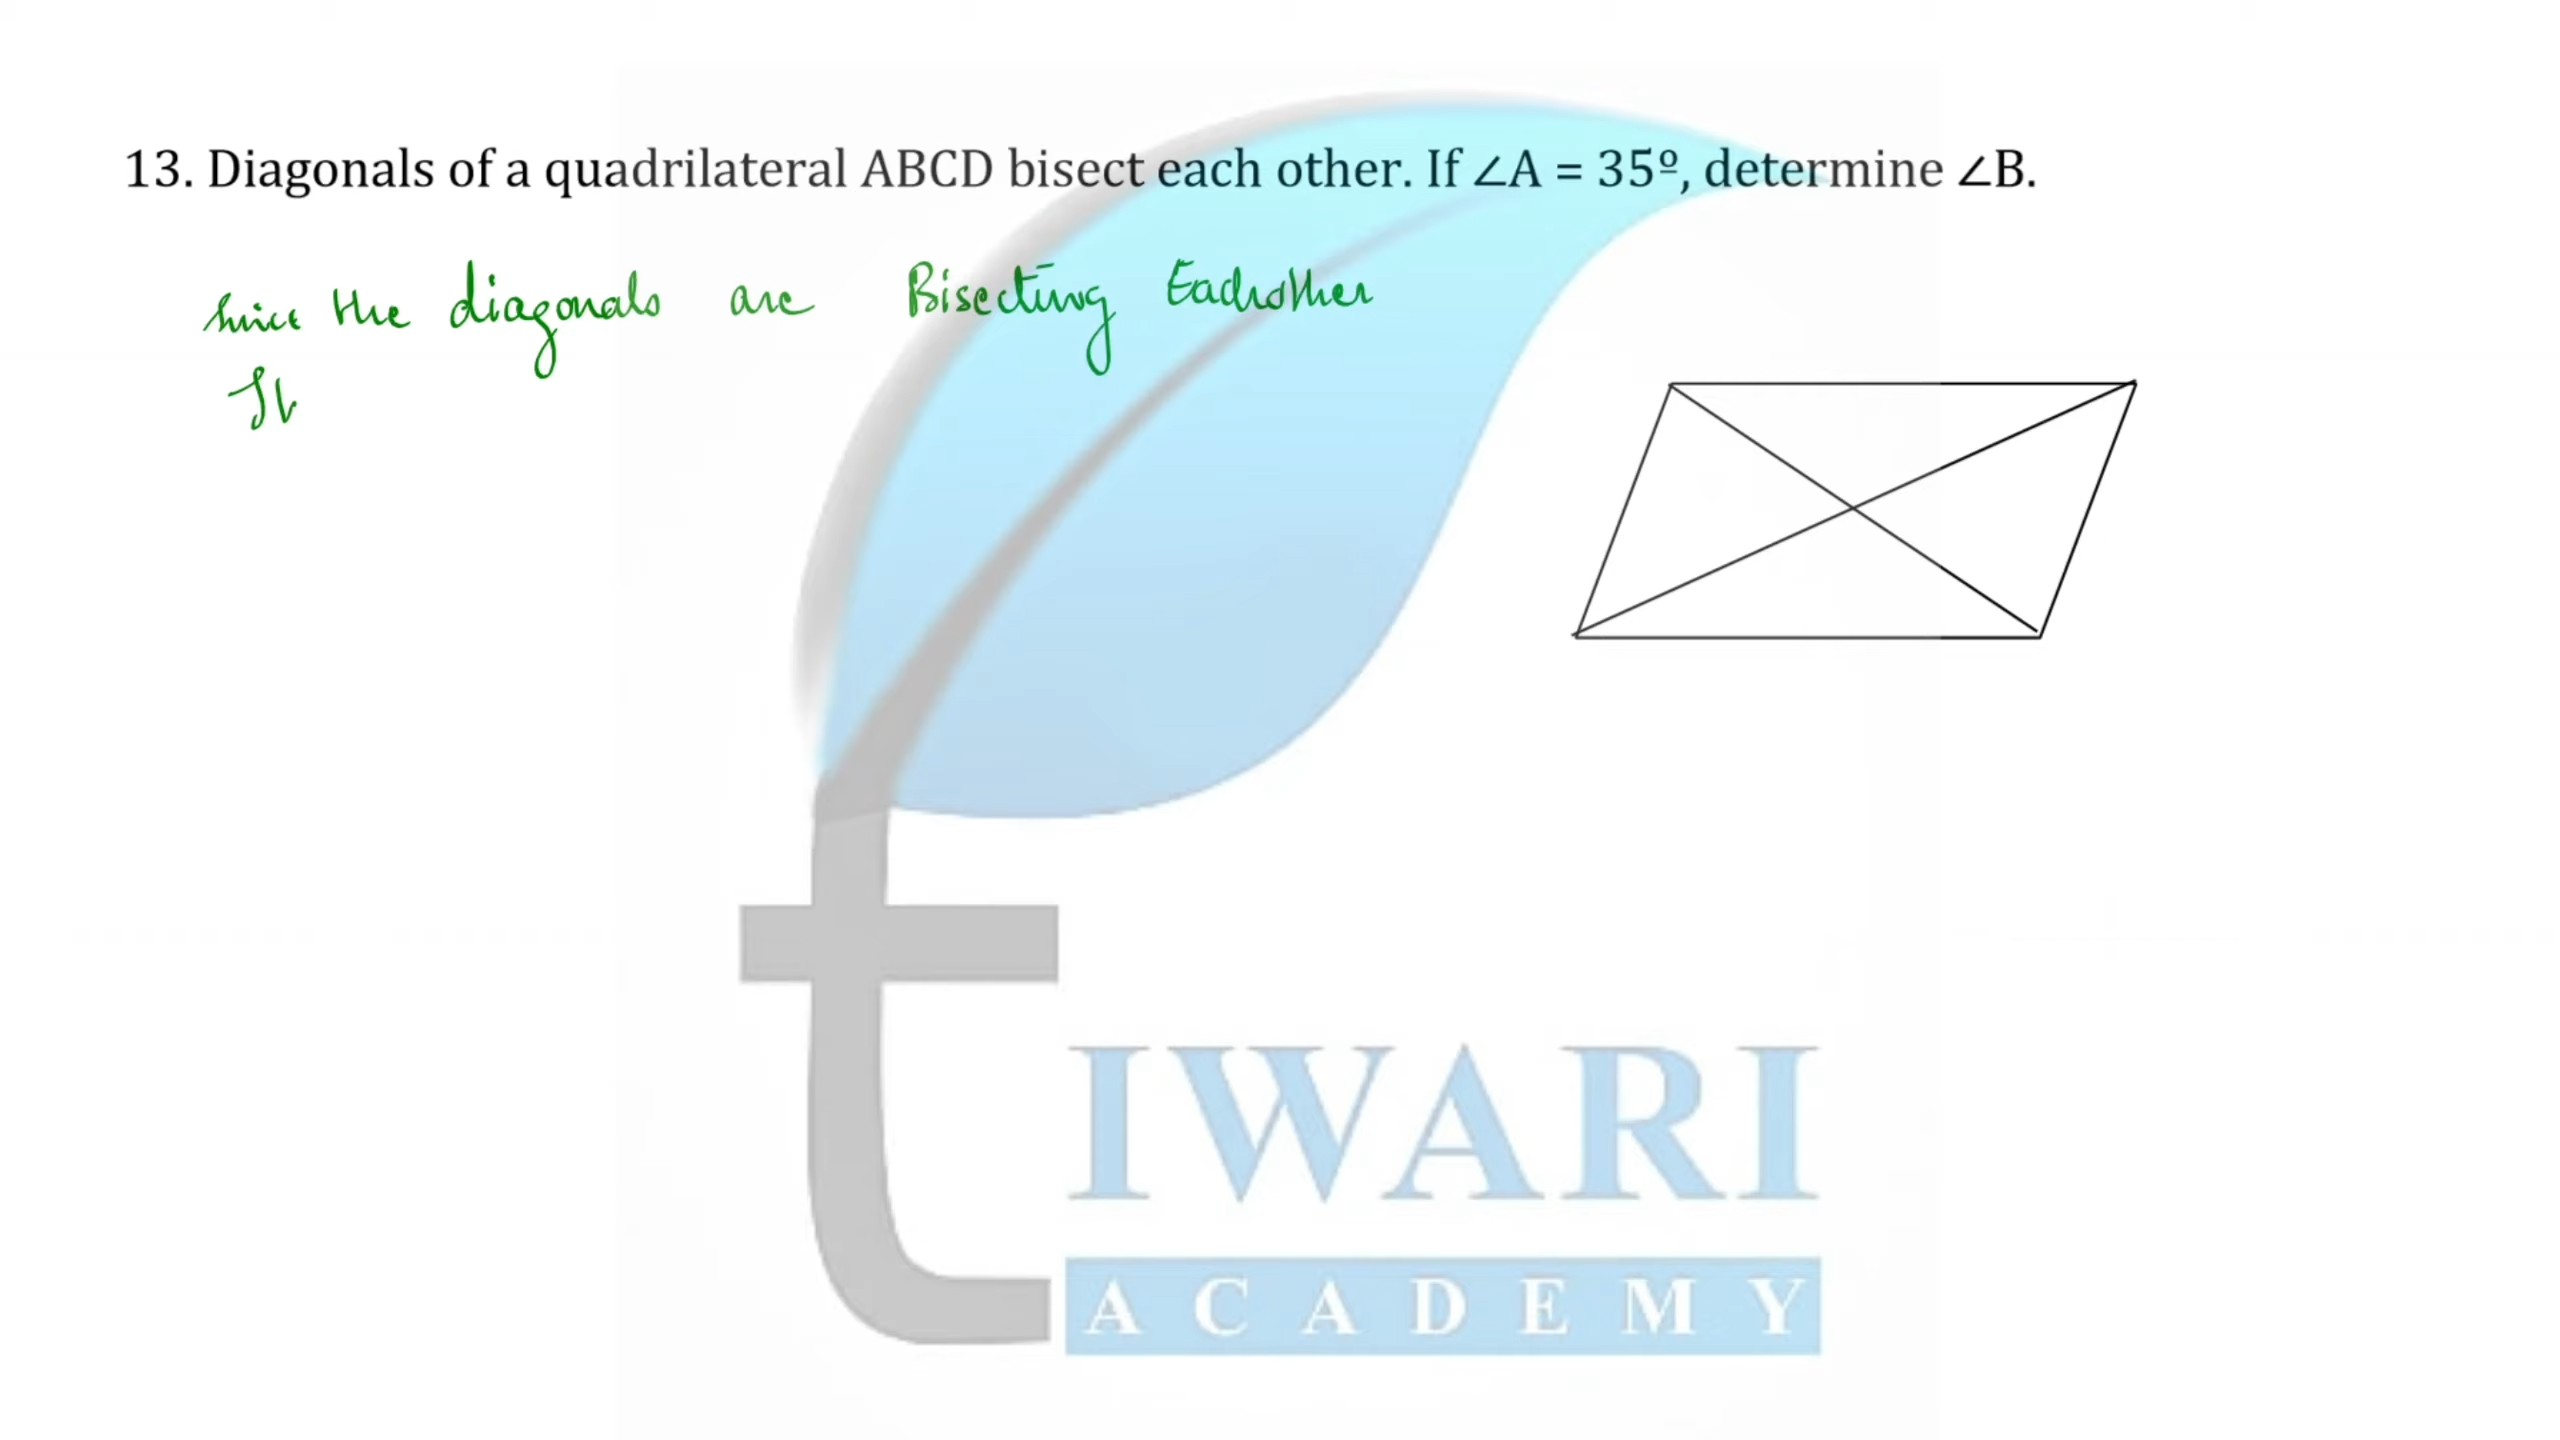 13. Diagonals of a quadrilateral ABCD bisect each other. If ∠A = 35º, determine ∠B.
Since the diagonals are Bisecting Eachother
It
t
IWARI
ACADEMY